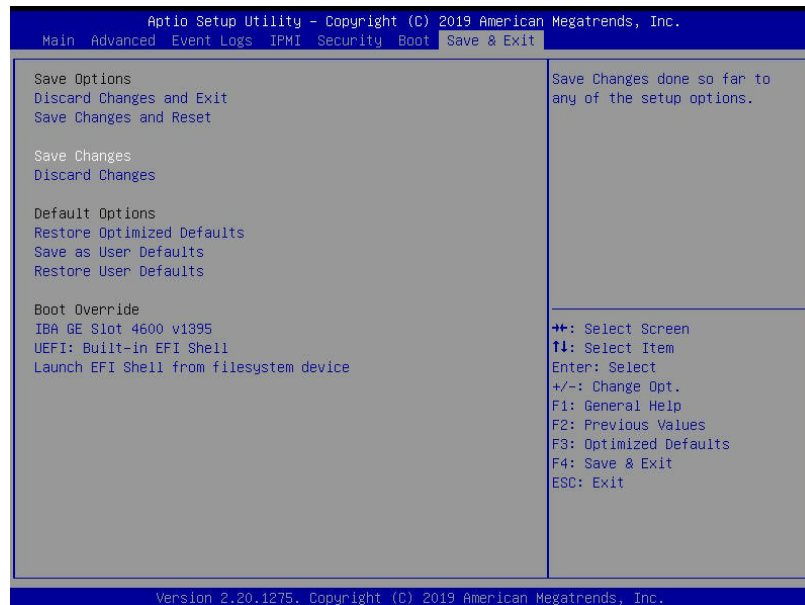 Aptio Setup Utility – Copyright (C) 2019 American Megatrends, Inc.
Main Advanced Event Logs IPMI Security Boot Save & Exit
Save Options
Discard Changes and Exit
Save Changes and Reset
Save Changes
Discard Changes
Default Options
Restore Optimized Defaults
Save as User Defaults
Restore User Defaults
Boot Override
IBA GE Slot 4600 v1395
UEFI: Built-in EFI Shell
Launch EFI Shell from filesystem device
Save Changes done so far to
any of the setup options.
→←: Select Screen
↑↓: Select Item
Enter: Select
+/-: Change Opt.
F1: General Help
F2: Previous Values
F3: Optimized Defaults
F4: Save & Exit
ESC: Exit
Version 2.20.1275. Copyright (C) 2019 American Megatrends, Inc.